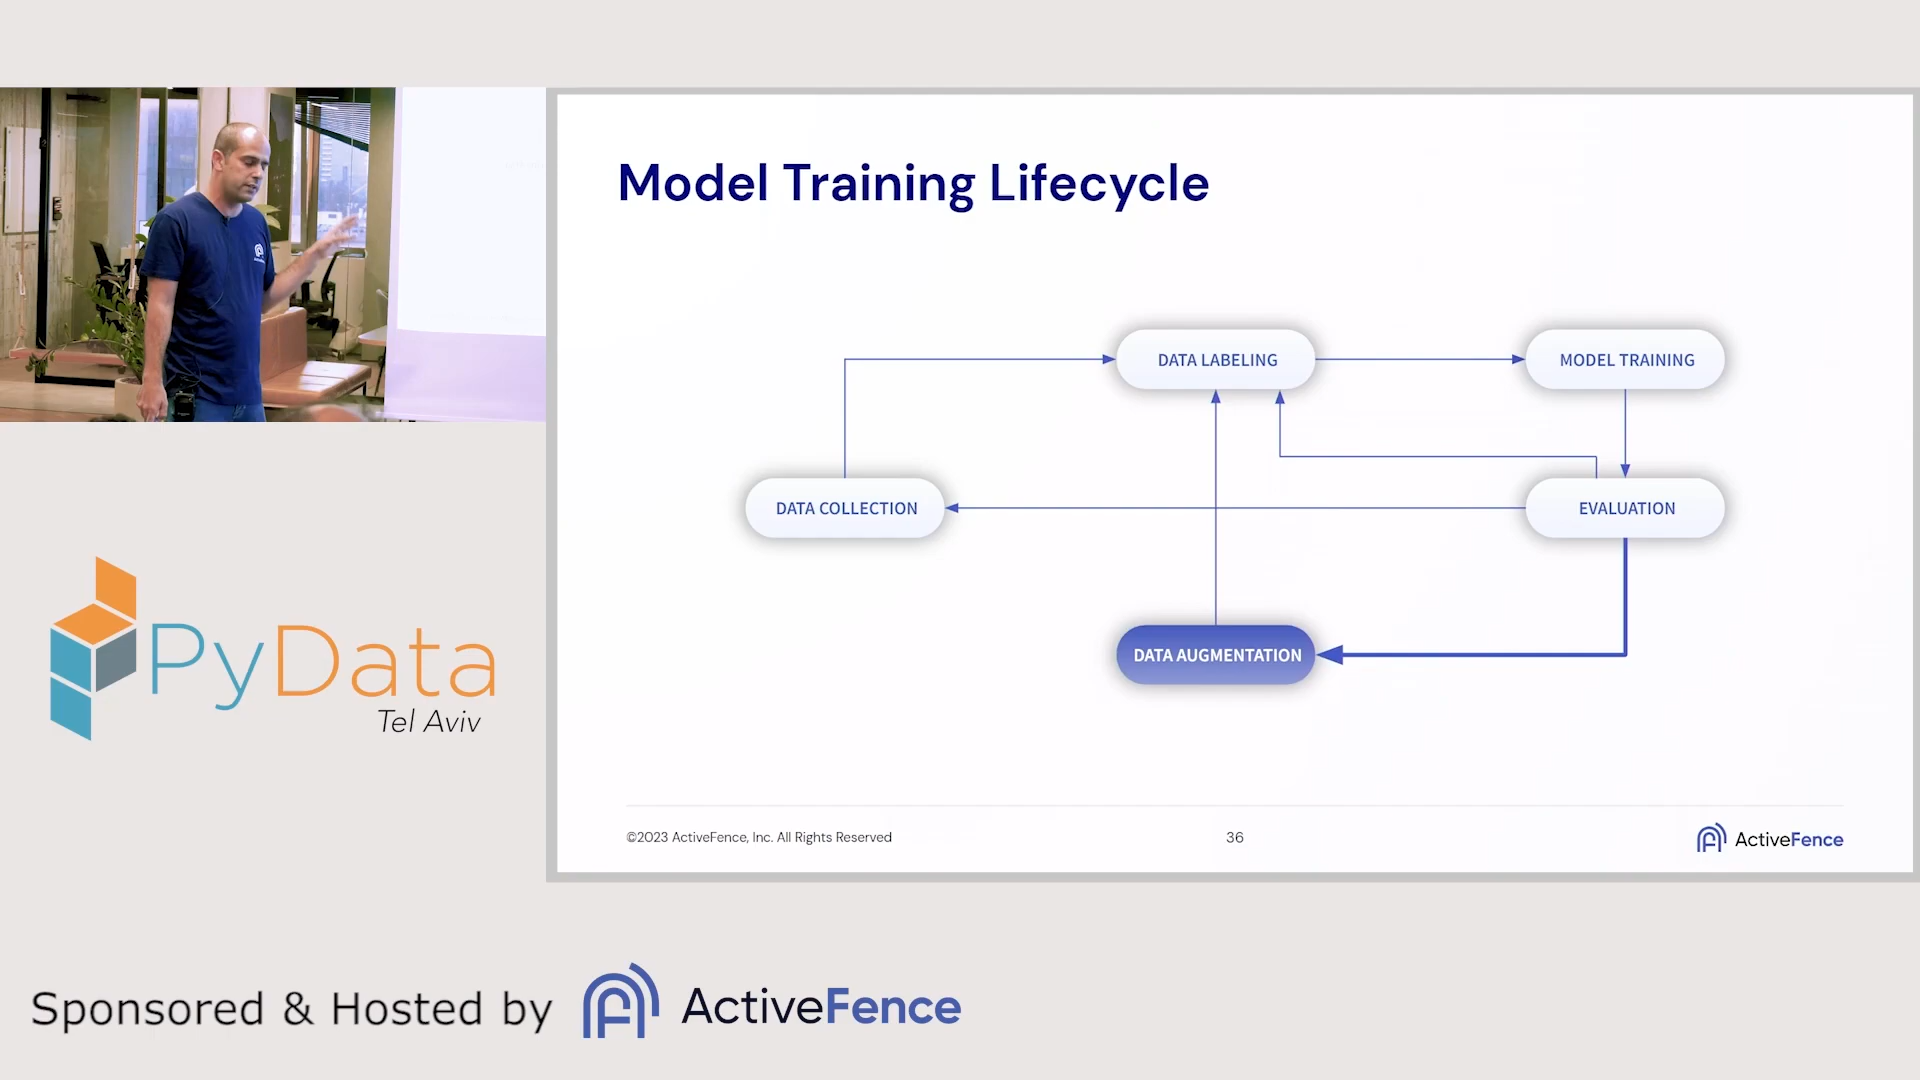 Model Training Lifecycle
DATA LABELING
MODEL TRAINING
DATA COLLECTION
EVALUATION
DATA AUGMENTATION
©2023 ActiveFence, Inc. All Rights Reserved
36
ActiveFence
PyData
Tel Aviv
Sponsored & Hosted by ActiveFence